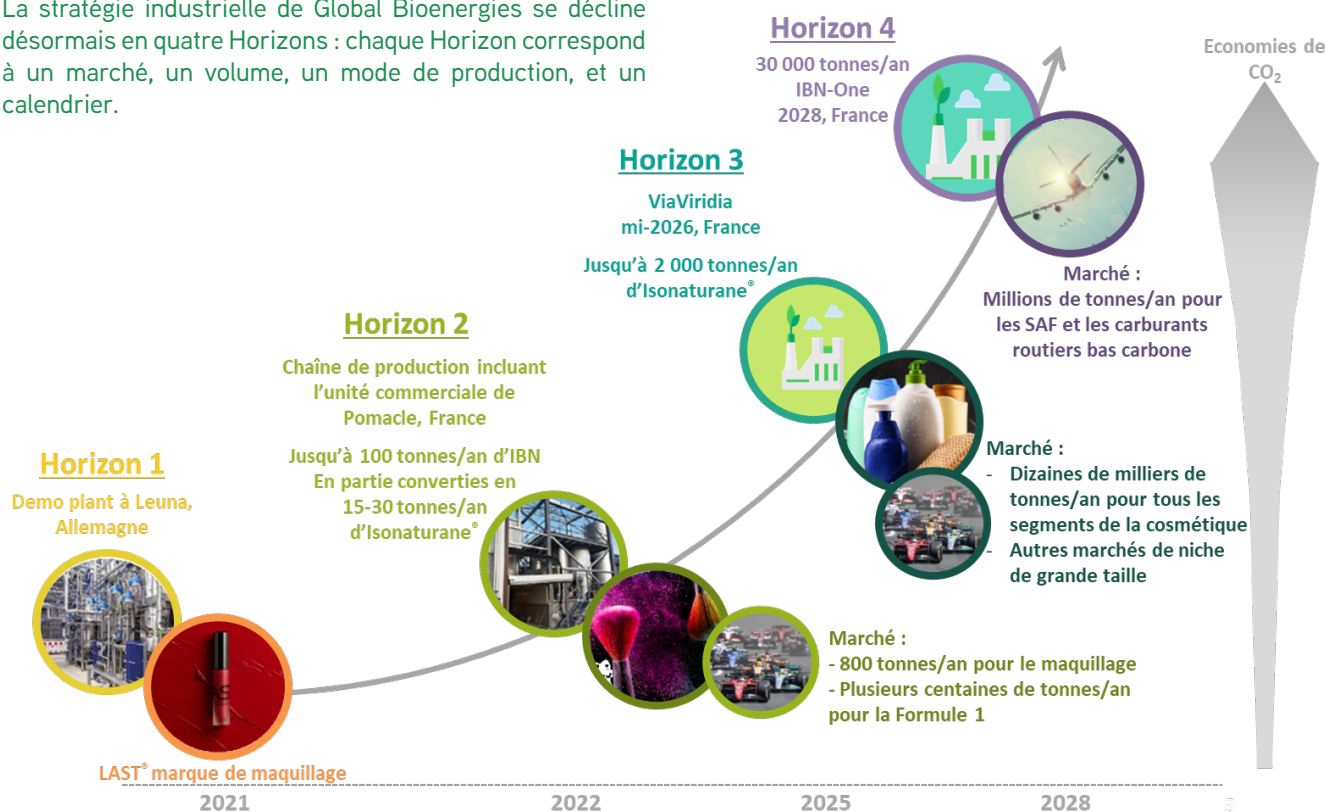 La stratégie industrielle de Global Bioenergies se décline
désormais en quatre Horizons : chaque Horizon correspond
à un marché, un volume, un mode de production, et un
calendrier.
Horizon 4
30 000 tonnes/an
IBN-One
2028, France
Economies de
CO₂
Horizon 3
ViaViridia
mi-2026, France
Jusqu'à 2 000 tonnes/an
d'Isonaturane®
Marché :
Millions de tonnes/an pour
les SAF et les carburants
routiers bas carbone
Horizon 2
Chaîne de production incluant
l'unité commerciale de
Pomacle, France
Jusqu'à 100 tonnes/an d'IBN
En partie converties en
15-30 tonnes/an
d'Isonaturane®
Marché :
- Dizaines de milliers de
tonnes/an pour tous les
segments de la cosmétique
- Autres marchés de niche
de grande taille
Horizon 1
Demo plant à Leuna,
Allemagne
Marché :
- 800 tonnes/an pour le maquillage
- Plusieurs centaines de tonnes/an
pour la Formule 1
LAST® marque de maquillage
2021
2022
2025
2028